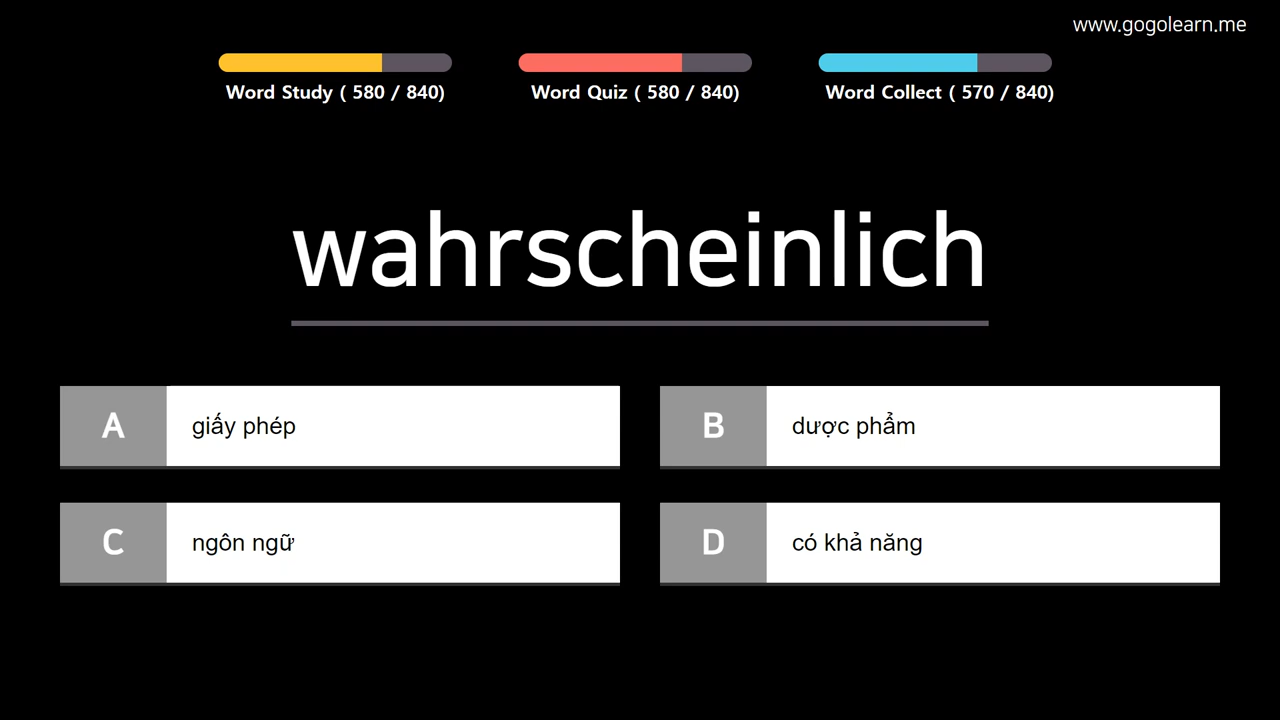 www.gogolearn.me
Word Study ( 580 / 840)
Word Quiz ( 580 / 840)
Word Collect ( 570 / 840)
wahrscheinlich
A giấy phép
B dược phẩm
C ngôn ngữ
D có khả năng